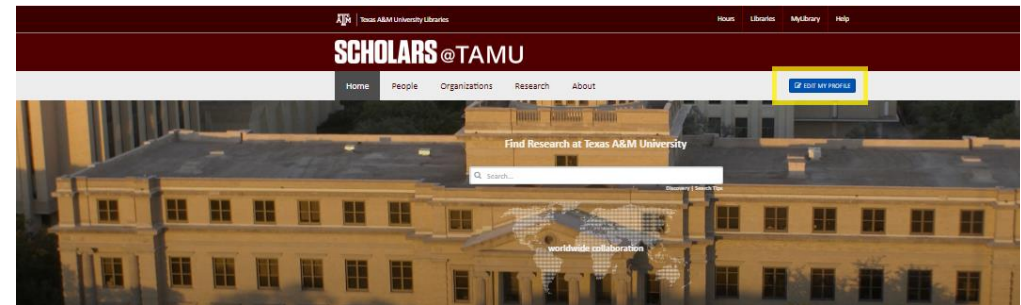 ĀM | Texas A&M University Libraries Hours Libraries MyLibrary Help
SCHOLARS @TAMU
Home People Organizations Research About EDIT MY PROFILE
Find Research at Texas A&M University
Search...
Discovery | Search Tips
worldwide collaboration